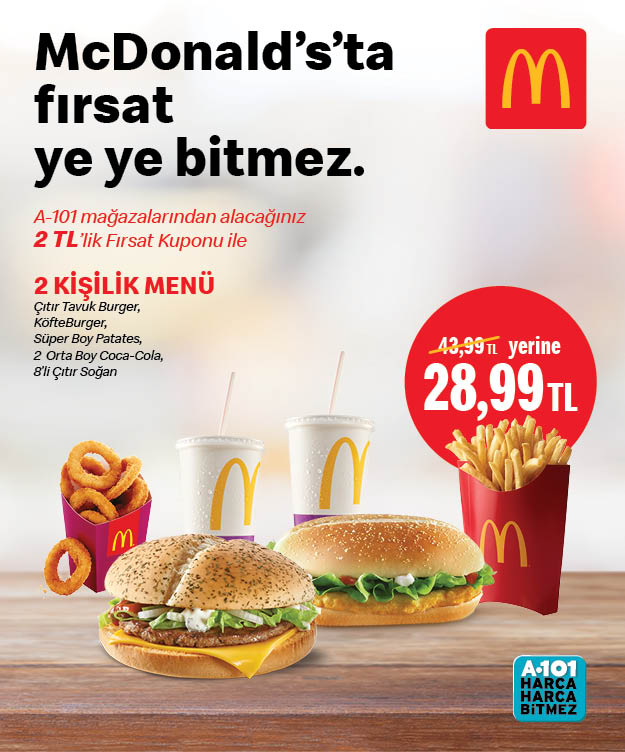 McDonald's'ta
fırsat
ye ye bitmez.
A-101 mağazalarından alacağınız
2 TL'lik Fırsat Kuponu ile
2 KİŞİLİK MENÜ
Çıtır Tavuk Burger,
KöfteBurger,
Süper Boy Patates,
2 Orta Boy Coca-Cola,
8'li Çıtır Soğan
43,99 TL yerine
28,99 TL
A-101
HARCA
HARCA
BiTMEZ